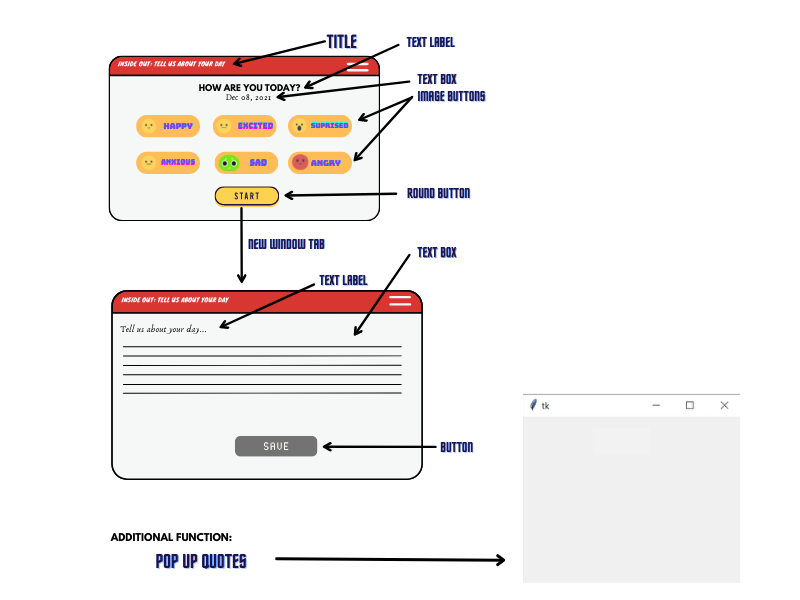 TITLE
TEXT LABEL
INSIDE OUT: TELL US ABOUT YOUR DAY
HOW ARE YOU TODAY?
Dec 08, 2021
TEXT BOX
IMAGE BUTTONS
HAPPY
EXCITED
SUPRISED
ANXIOUS
SAD
ANGRY
START
ROUND BUTTON
NEW WINDOW TAB
TEXT BOX
TEXT LABEL
INSIDE OUT: TELL US ABOUT YOUR DAY
Tell us about your day...
SAVE
BUTTON
tk
ADDITIONAL FUNCTION:
POP UP QUOTES